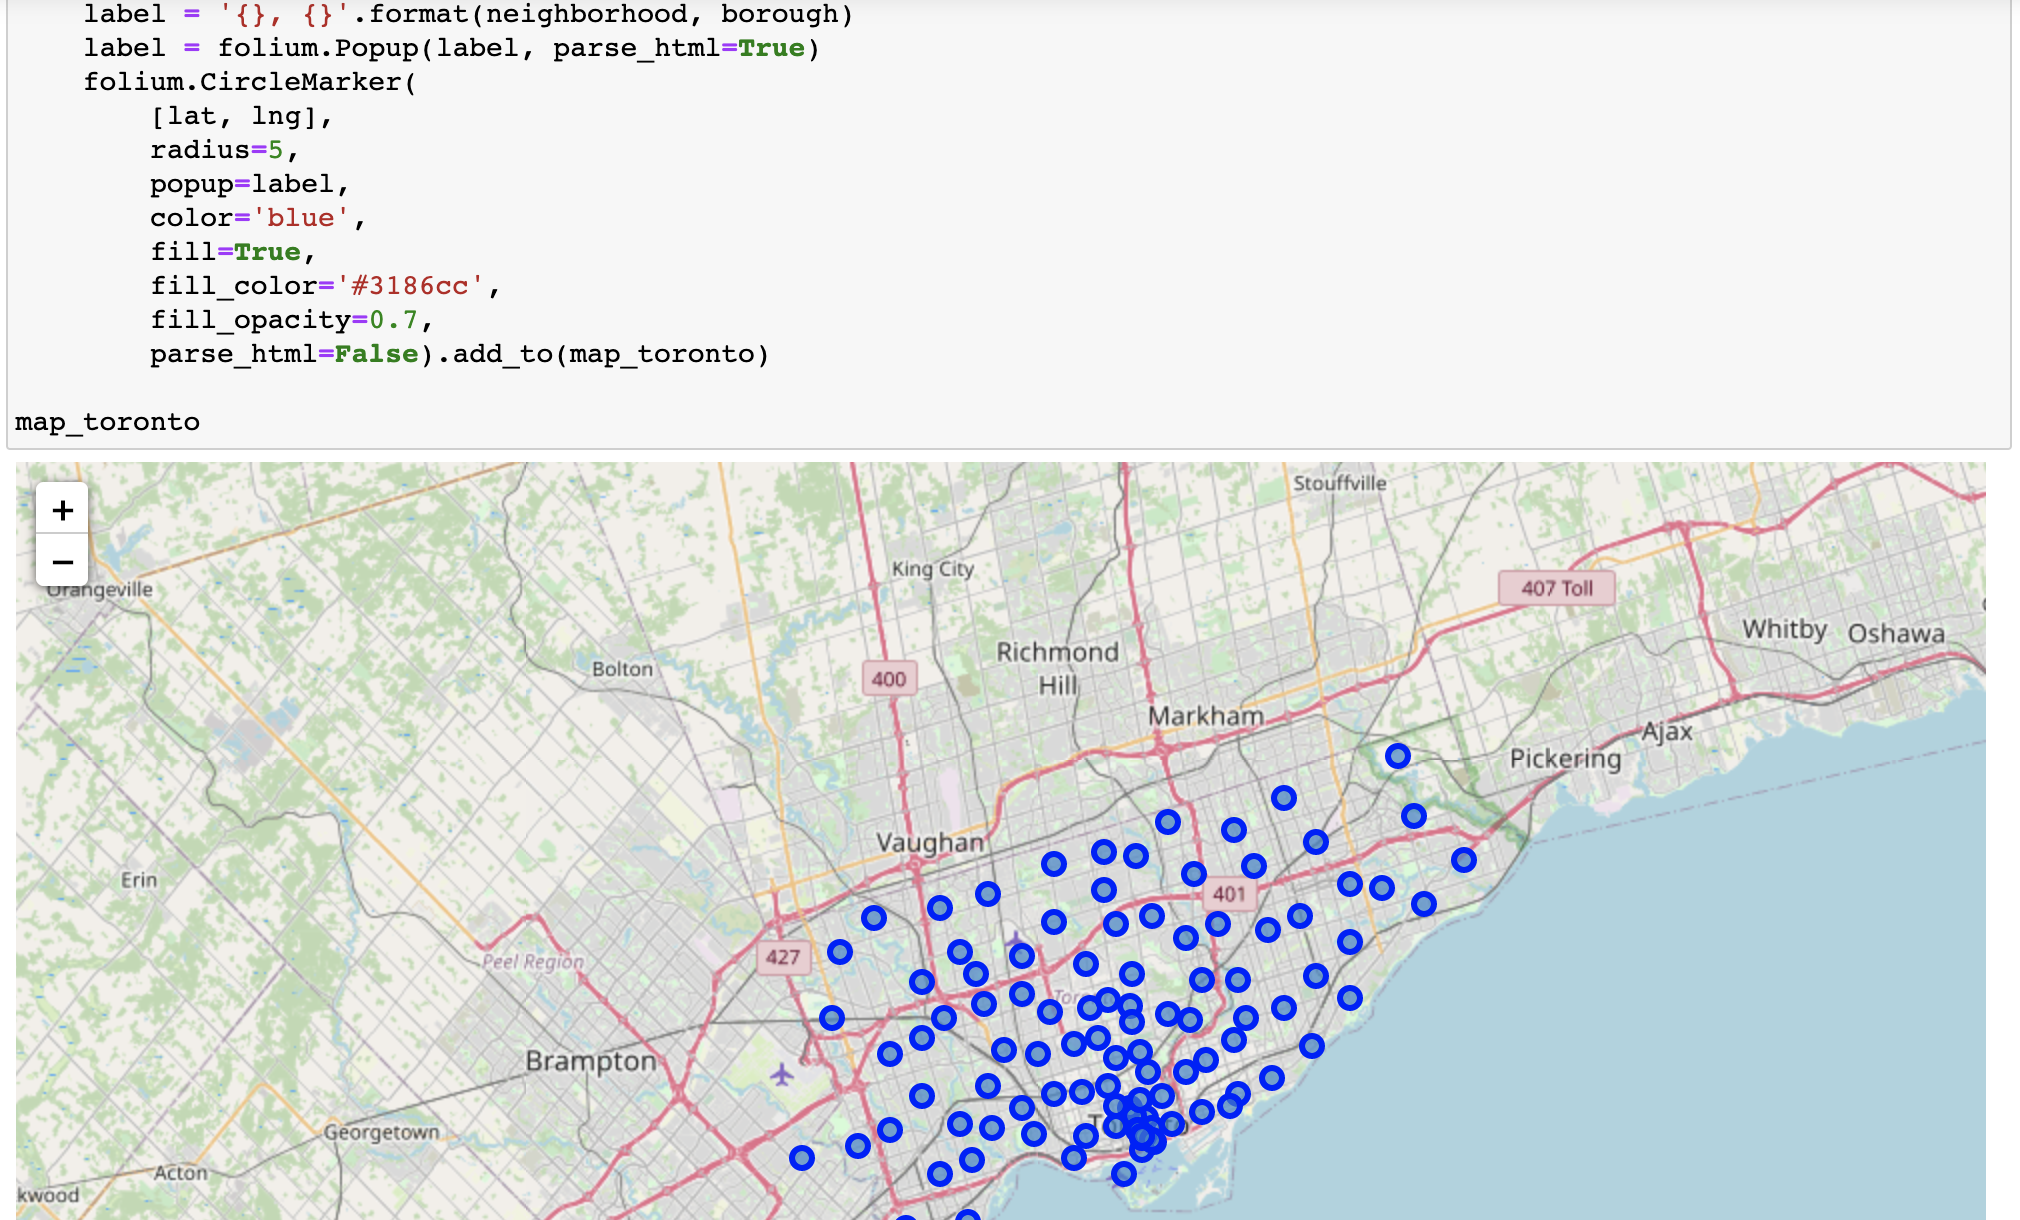 label = '{}, {}'.format(neighborhood, borough)
label = folium.Popup(label, parse_html=True)
folium.CircleMarker(
[lat, lng],
radius=5,
popup=label,
color='blue',
fill=True,
fill_color='#3186cc',
fill_opacity=0.7,
parse_html=False).add_to(map_toronto)
map_toronto
+
−
Stouffville
King City
Orangeville
407 Toll
Whitby
Oshawa
Richmond
Hill
Bolton
400
Markham
Ajax
Pickering
Vaughan
Erin
401
427
Peel Region
Brampton
Georgetown
Acton
kwood